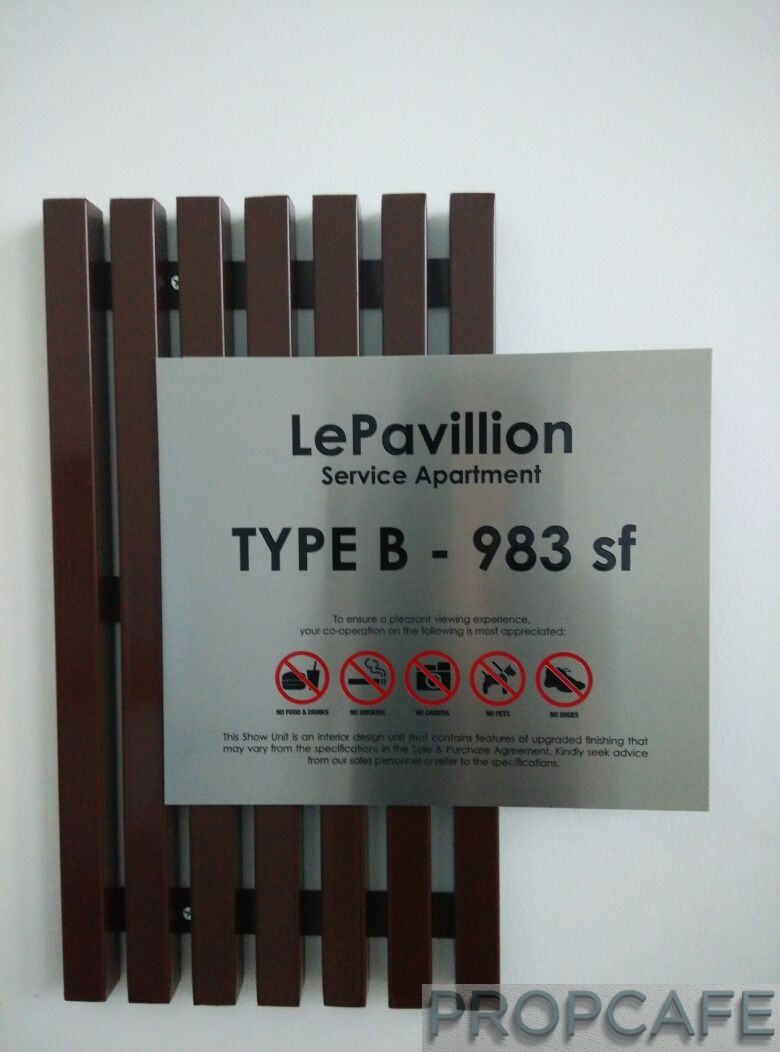 LePavillion
Service Apartment
TYPE B - 983 sf
To ensure a pleasant viewing experience,
your co-operation on the following is most appreciated:
NO FOOD & DRINKS NO SMOKING NO CAMERA NO PETS NO SHOES
This Show Unit is an interior design unit that contains features of upgraded finishing that
may vary from the specifications in the Sale & Purchase Agreement. Kindly seek advice
from our sales personnel or refer to the specifications.
PROPCAFE